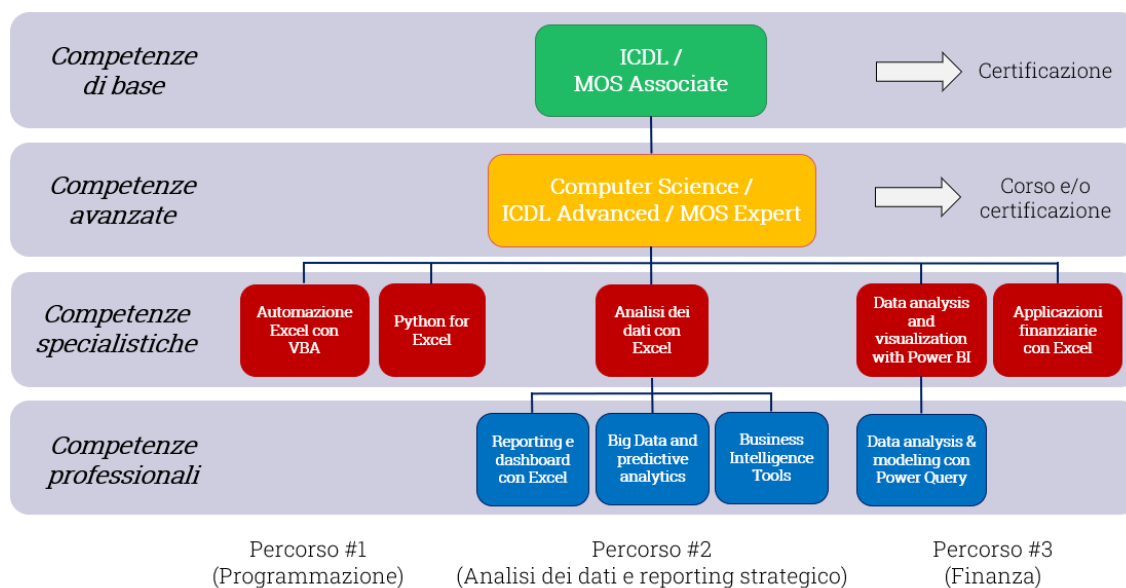 Competenze
di base
ICDL /
MOS Associate
Certificazione
Competenze
avanzate
Computer Science /
ICDL Advanced / MOS Expert
Corso e/o
certificazione
Competenze
specialistiche
Automazione
Excel con
VBA
Python for
Excel
Analisi dei
dati con
Excel
Data analysis
and
visualization
with Power BI
Applicazioni
finanziarie
con Excel
Competenze
professionali
Reporting e
dashboard
con Excel
Big Data and
predictive
analytics
Business
Intelligence
Tools
Data analysis &
modeling con
Power Query
Percorso #1
(Programmazione)
Percorso #2
(Analisi dei dati e reporting strategico)
Percorso #3
(Finanza)